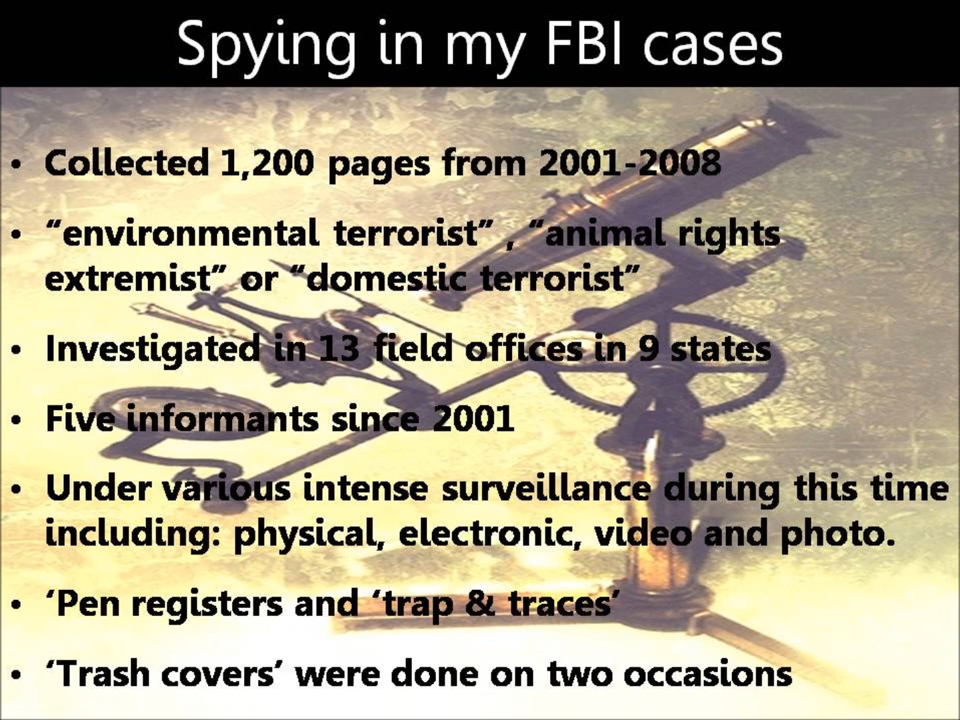 Spying in my FBI cases
• Collected 1,200 pages from 2001-2008
• “environmental terrorist” , “animal rights
extremist” or “domestic terrorist”
• Investigated in 13 field offices in 9 states
• Five informants since 2001
• Under various intense surveillance during this time
including: physical, electronic, video and photo.
• ‘Pen registers and ‘trap & traces’
• ‘Trash covers’ were done on two occasions